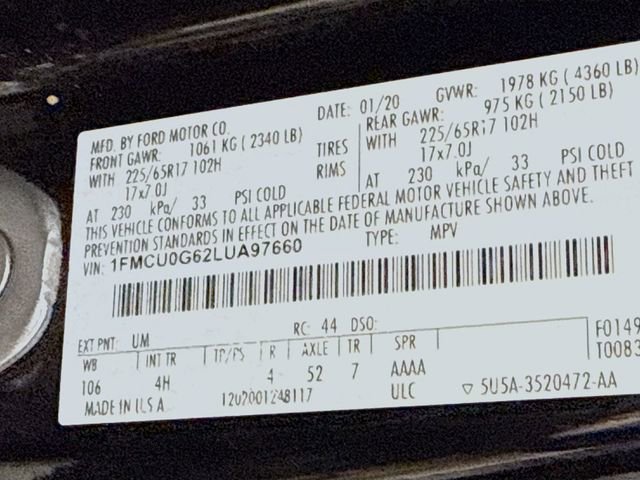 MFD. BY FORD MOTOR CO. DATE: 01/20 GVWR: 1978 KG ( 4360 LB)
FRONT GAWR: 1061 KG ( 2340 LB) REAR GAWR: 975 KG ( 2150 LB)
WITH 225/65R17 102H TIRES WITH 225/65R17 102H
17x7.0J RIMS 17x7.0J
AT 230 kPa/ 33 PSI COLD AT 230 kPa/ 33 PSI COLD
THIS VEHICLE CONFORMS TO ALL APPLICABLE FEDERAL MOTOR VEHICLE SAFETY AND THEFT
PREVENTION STANDARDS IN EFFECT ON THE DATE OF MANUFACTURE SHOWN ABOVE.
VIN: 1FMCU0G62LUA97660 TYPE: MPV
EXT PNT: UM RC: 44 DSO:
WB INT TR TP/PS R AXLE TR SPR F0149
106 4H 4 52 7 AAAA T0083
MADE IN U.S.A. 1202001248117 ULC ▽ 5U5A-3520472-AA